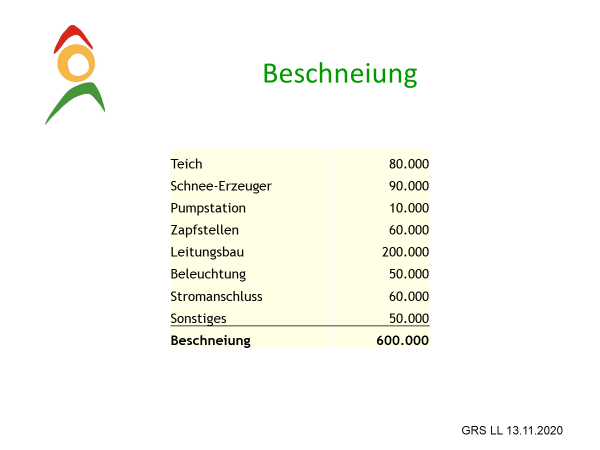 Beschneiung
Teich 80.000
Schnee-Erzeuger 90.000
Pumpstation 10.000
Zapfstellen 60.000
Leitungsbau 200.000
Beleuchtung 50.000
Stromanschluss 60.000
Sonstiges 50.000
Beschneiung 600.000
GRS LL 13.11.2020